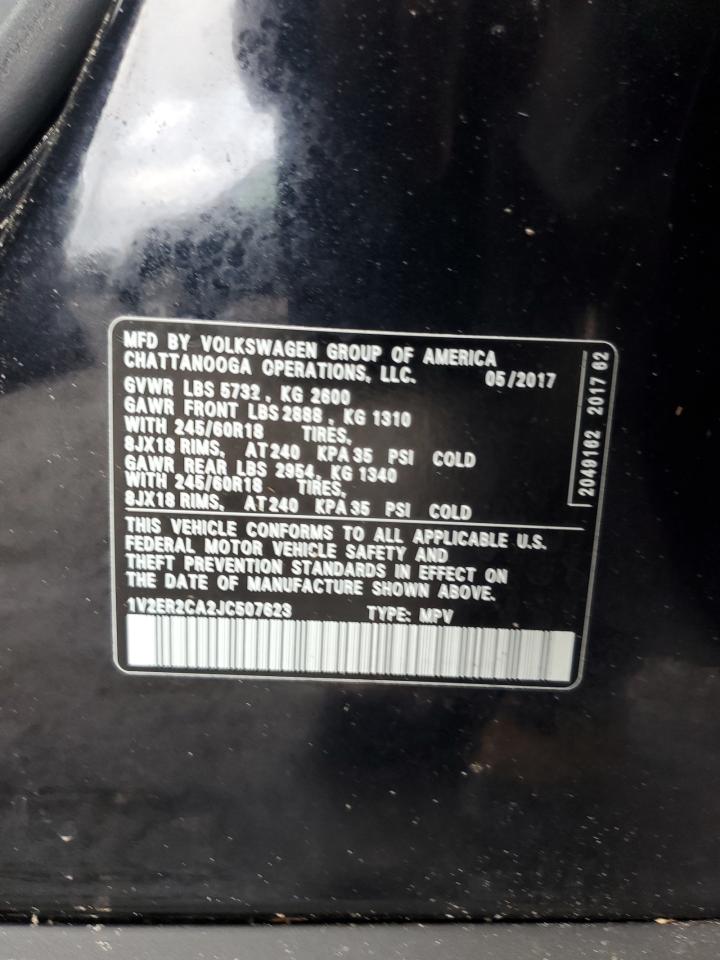 MFD BY VOLKSWAGEN GROUP OF AMERICA
CHATTANOOGA OPERATIONS, LLC. 05/2017
GVWR LBS 5732, KG 2600
GAWR FRONT LBS 2888, KG 1310
WITH 245/60R18 TIRES,
8JX18 RIMS, AT 240 KPA 35 PSI COLD
GAWR REAR LBS 2954, KG 1340
WITH 245/60R18 TIRES,
8JX18 RIMS, AT 240 KPA 35 PSI COLD
2049162 2017 62
THIS VEHICLE CONFORMS TO ALL APPLICABLE U.S.
FEDERAL MOTOR VEHICLE SAFETY AND
THEFT PREVENTION STANDARDS IN EFFECT ON
THE DATE OF MANUFACTURE SHOWN ABOVE.
1V2ER2CA2JC507623 TYPE: MPV